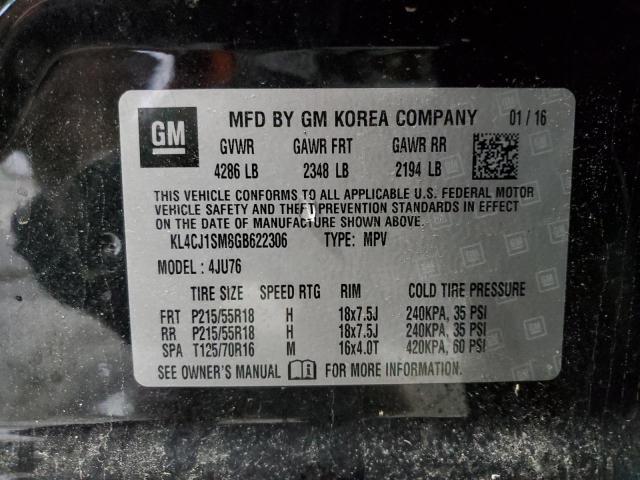 GM
MFD BY GM KOREA COMPANY 01 / 16
GVWR GAWR FRT GAWR RR
4286 LB 2348 LB 2194 LB
THIS VEHICLE CONFORMS TO ALL APPLICABLE U.S. FEDERAL MOTOR
VEHICLE SAFETY AND THEFT PREVENTION STANDARDS IN EFFECT
ON THE DATE OF MANUFACTURE SHOWN ABOVE.
KL4CJ1SM8GB622306 TYPE: MPV
MODEL: 4JU76
TIRE SIZE SPEED RTG RIM COLD TIRE PRESSURE
FRT P215/55R18 H 18x7.5J 240KPA, 35 PSI
RR P215/55R18 H 18x7.5J 240KPA, 35 PSI
SPA T125/70R16 M 16x4.0T 420KPA, 60 PSI
SEE OWNER'S MANUAL FOR MORE INFORMATION.